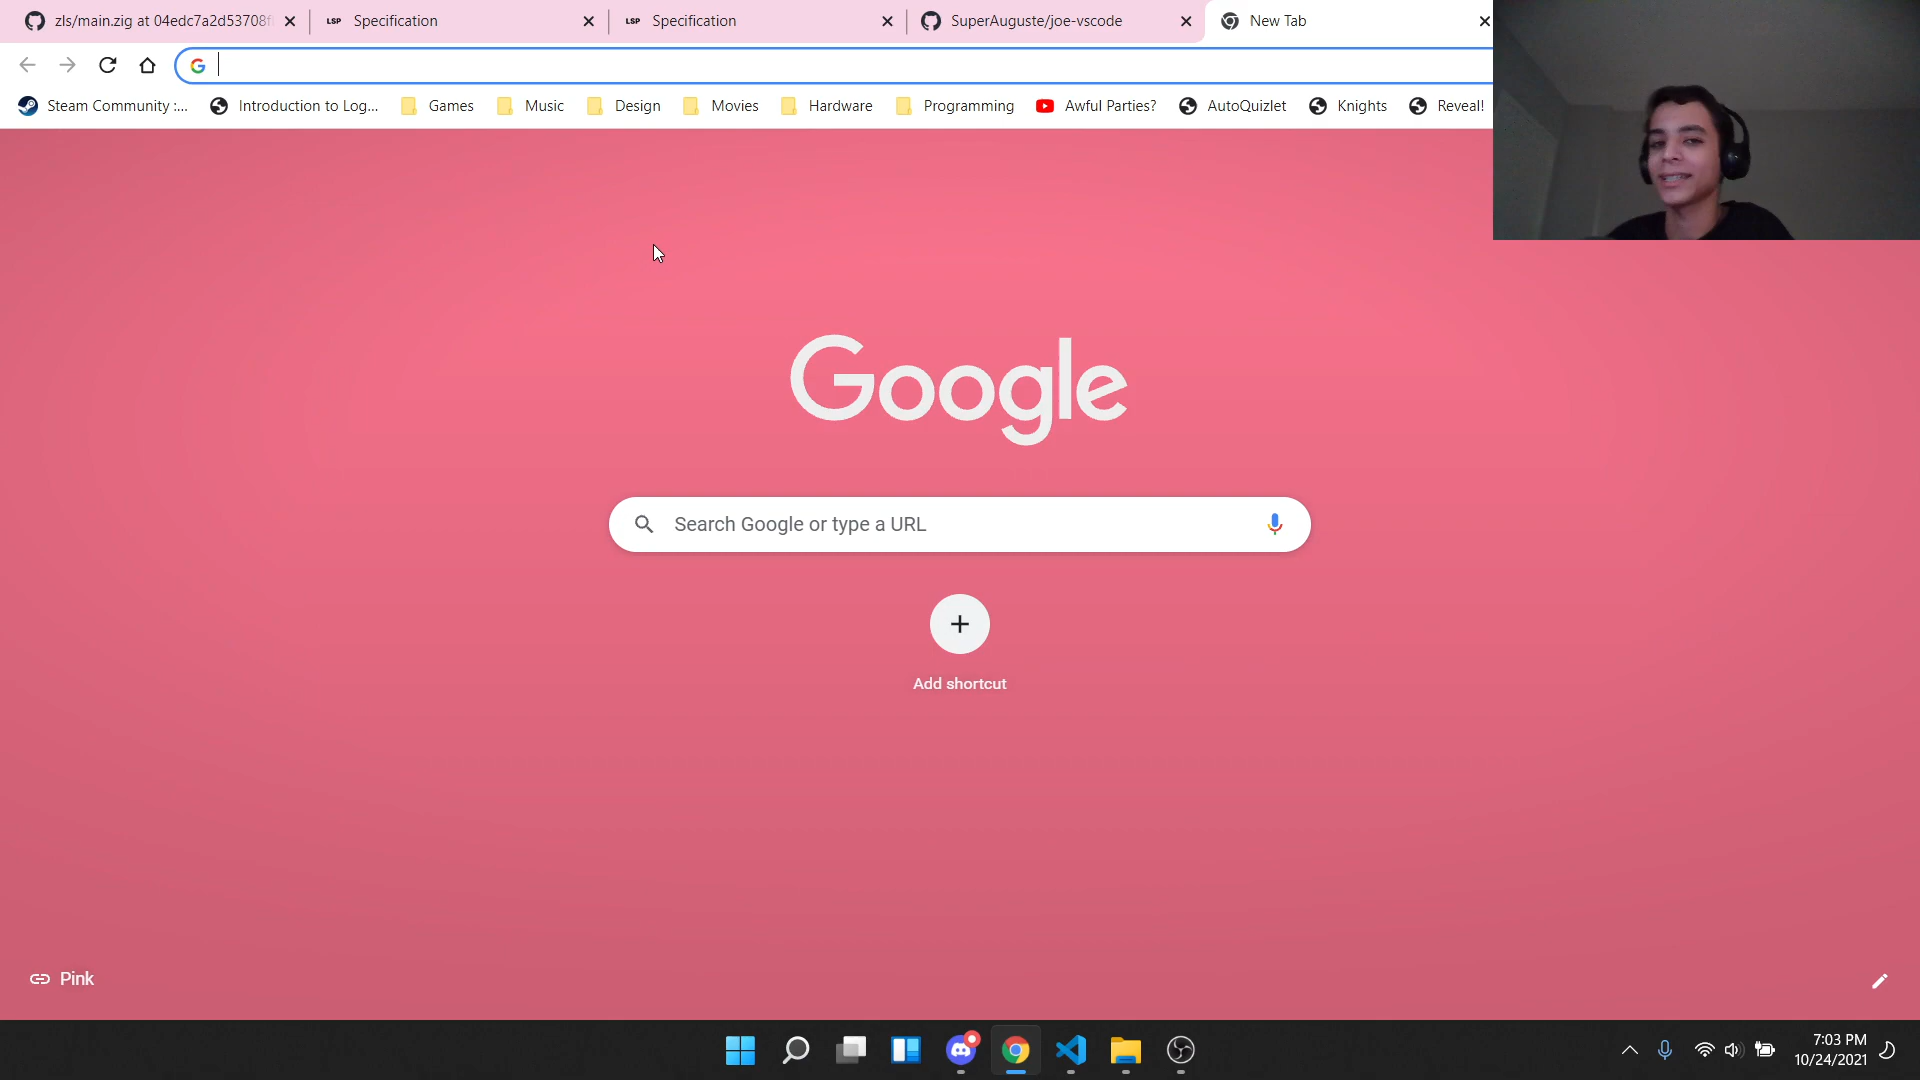 zls/main.zig at 04edc7a2d53708f
LSP Specification
LSP Specification
SuperAuguste/joe-vscode
New Tab
Steam Community :...
Introduction to Log...
Games
Music
Design
Movies
Hardware
Programming
Awful Parties?
AutoQuizlet
Knights
Reveal!
Google
Search Google or type a URL
Add shortcut
Pink
7:03 PM
10/24/2021